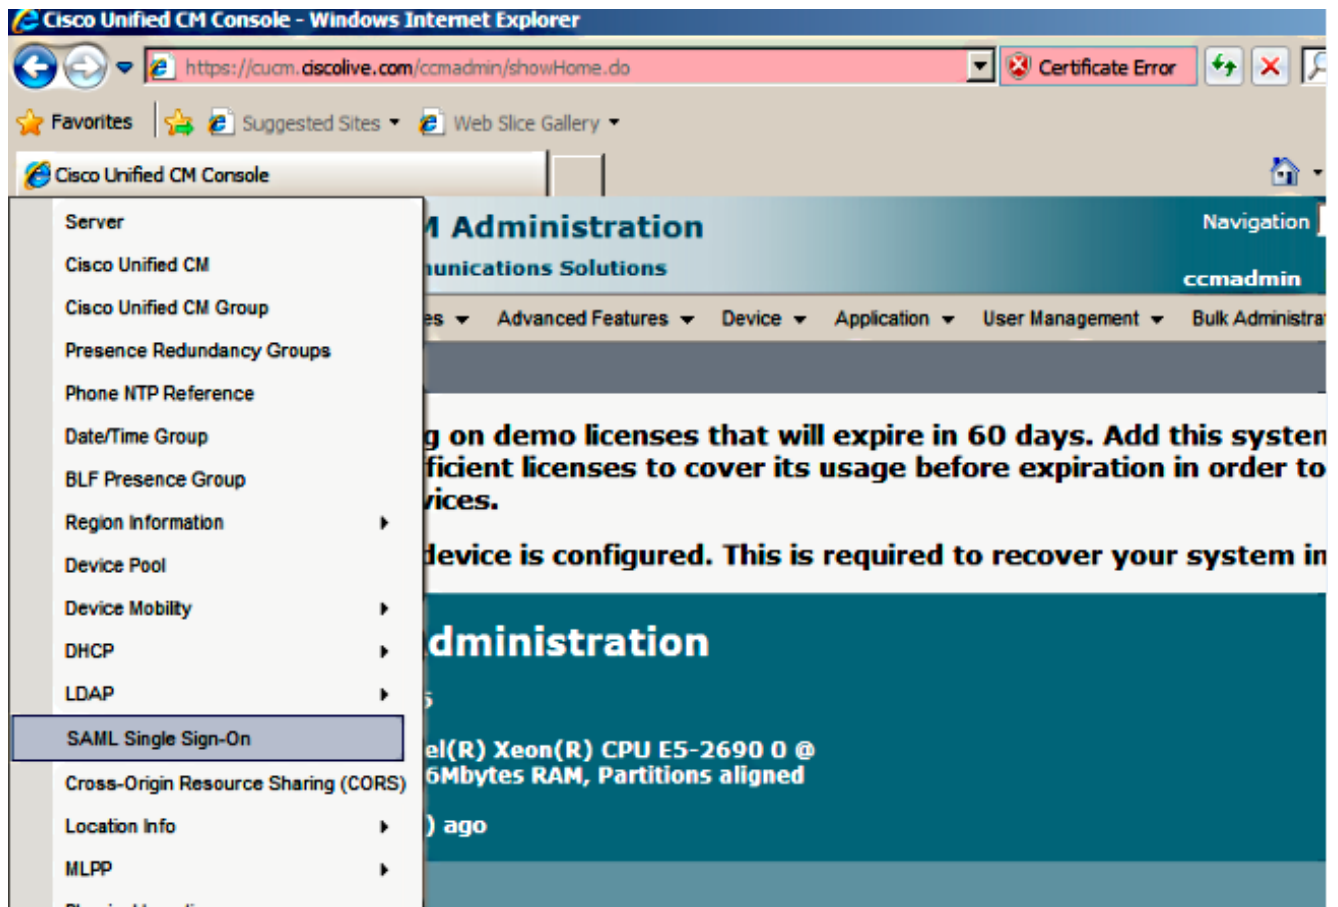 Cisco Unified CM Console - Windows Internet Explorer
https://cucm.ciscolive.com/ccmadmin/showHome.do Certificate Error
Favorites Suggested Sites Web Slice Gallery
Cisco Unified CM Console
Server
Cisco Unified CM
Cisco Unified CM Group
Presence Redundancy Groups
Phone NTP Reference
Date/Time Group
BLF Presence Group
Region Information
Device Pool
Device Mobility
DHCP
LDAP
SAML Single Sign-On
Cross-Origin Resource Sharing (CORS)
Location Info
MLPP
M Administration
Navigation
unications Solutions
ccmadmin
es Advanced Features Device Application User Management Bulk Administra
g on demo licenses that will expire in 60 days. Add this system
ficient licenses to cover its usage before expiration in order to
vices.
device is configured. This is required to recover your system in
dministration
el(R) Xeon(R) CPU E5-2690 0 @
6Mbytes RAM, Partitions aligned
) ago